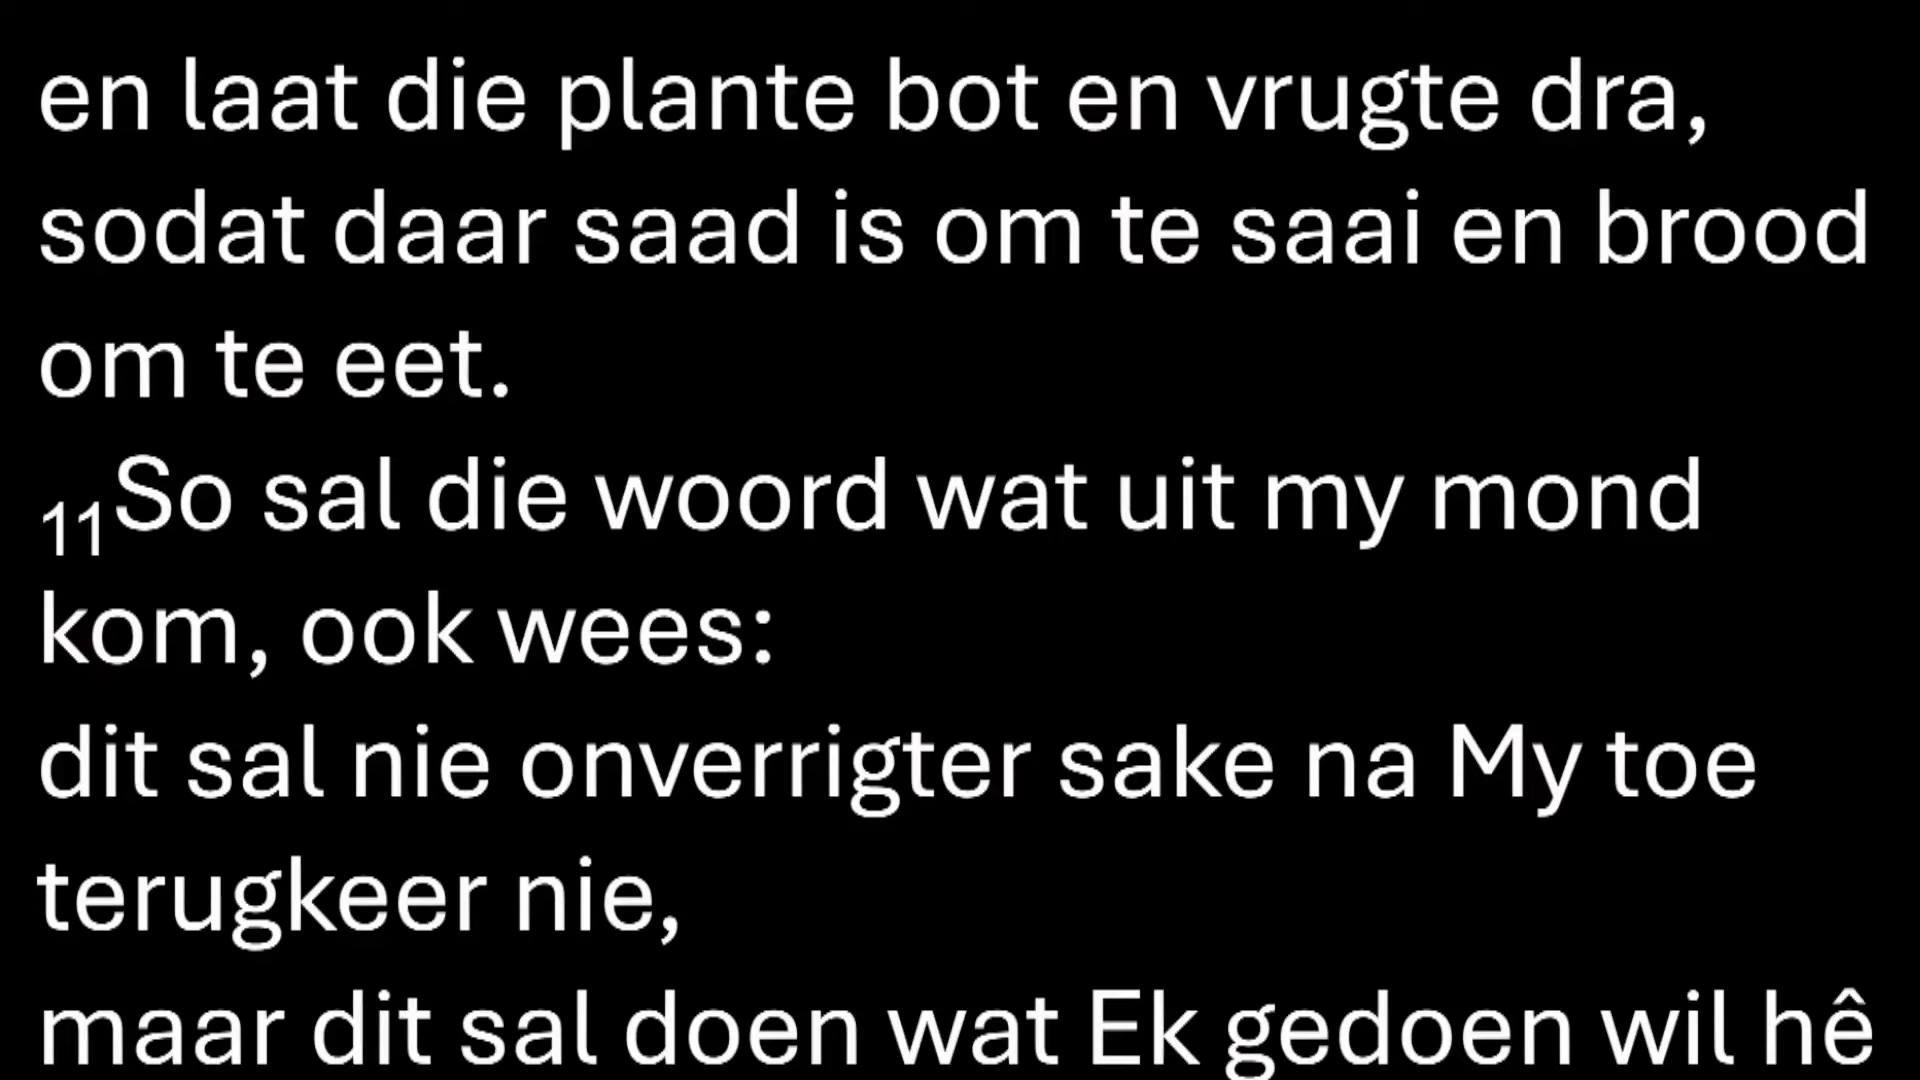 en laat die plante bot en vrugte dra,
sodat daar saad is om te saai en brood
om te eet.
11So sal die woord wat uit my mond
kom, ook wees:
dit sal nie onverrigter sake na My toe
terugkeer nie,
maar dit sal doen wat Ek gedoen wil hê